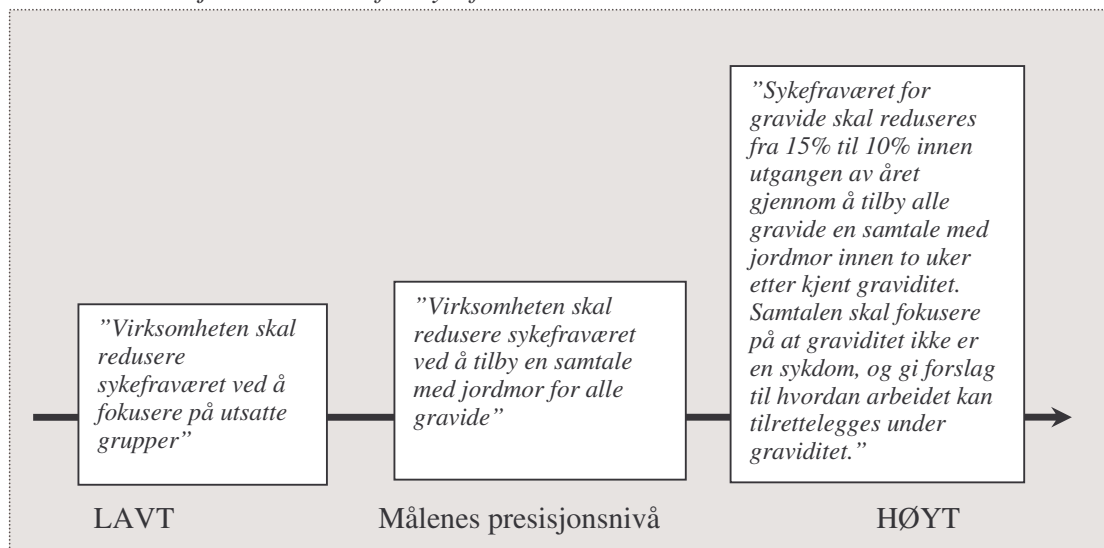 ”Virksomheten skal
redusere
sykefraværet ved å
fokusere på utsatte
grupper”
”Virksomheten skal
redusere sykefraværet
ved å tilby en samtale
med jordmor for alle
gravide”
”Sykefraværet for
gravide skal reduseres
fra 15% til 10% innen
utgangen av året
gjennom å tilby alle
gravide en samtale med
jordmor innen to uker
etter kjent graviditet.
Samtalen skal fokusere
på at graviditet ikke er
en sykdom, og gi forslag
til hvordan arbeidet kan
tilrettelegges under
graviditet.”
LAVT
Målenes presisjonsnivå
HØYT